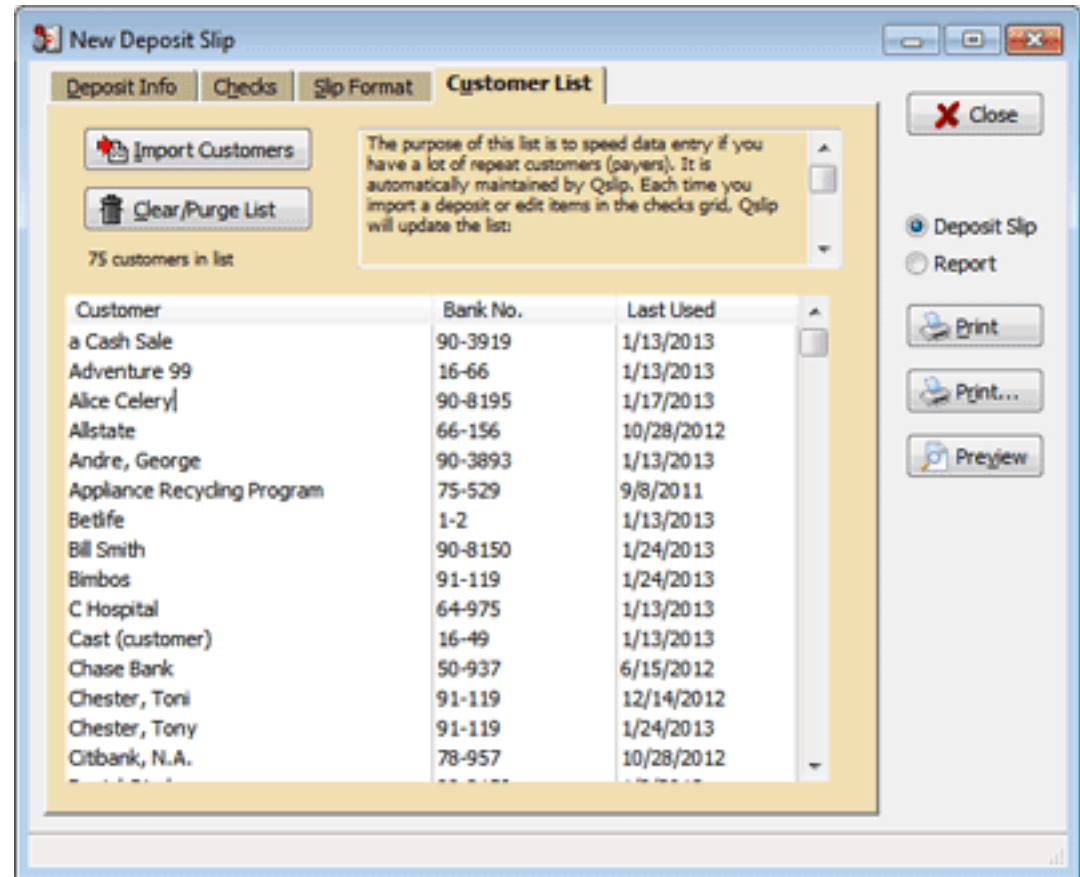 New Deposit Slip
Deposit Info Checks Slip Format Customer List
Import Customers
Clear/Purge List
75 customers in list
The purpose of this list is to speed data entry if you
have a lot of repeat customers (payers). It is
automatically maintained by Qslip. Each time you
import a deposit or edit items in the checks grid, Qslip
will update the list:
Close
Deposit Slip
Report
Print
Print...
Preview
Customer Bank No. Last Used
a Cash Sale 90-3919 1/13/2013
Adventure 99 16-66 1/13/2013
Alice Celery 90-8195 1/17/2013
Allstate 66-156 10/28/2012
Andre, George 90-3893 1/13/2013
Appliance Recycling Program 75-529 9/8/2011
Betlife 1-2 1/13/2013
Bill Smith 90-8150 1/24/2013
Bimbos 91-119 1/24/2013
C Hospital 64-975 1/13/2013
Cast (customer) 16-49 1/13/2013
Chase Bank 50-937 6/15/2012
Chester, Toni 91-119 12/14/2012
Chester, Tony 91-119 1/24/2013
Citibank, N.A. 78-957 10/28/2012